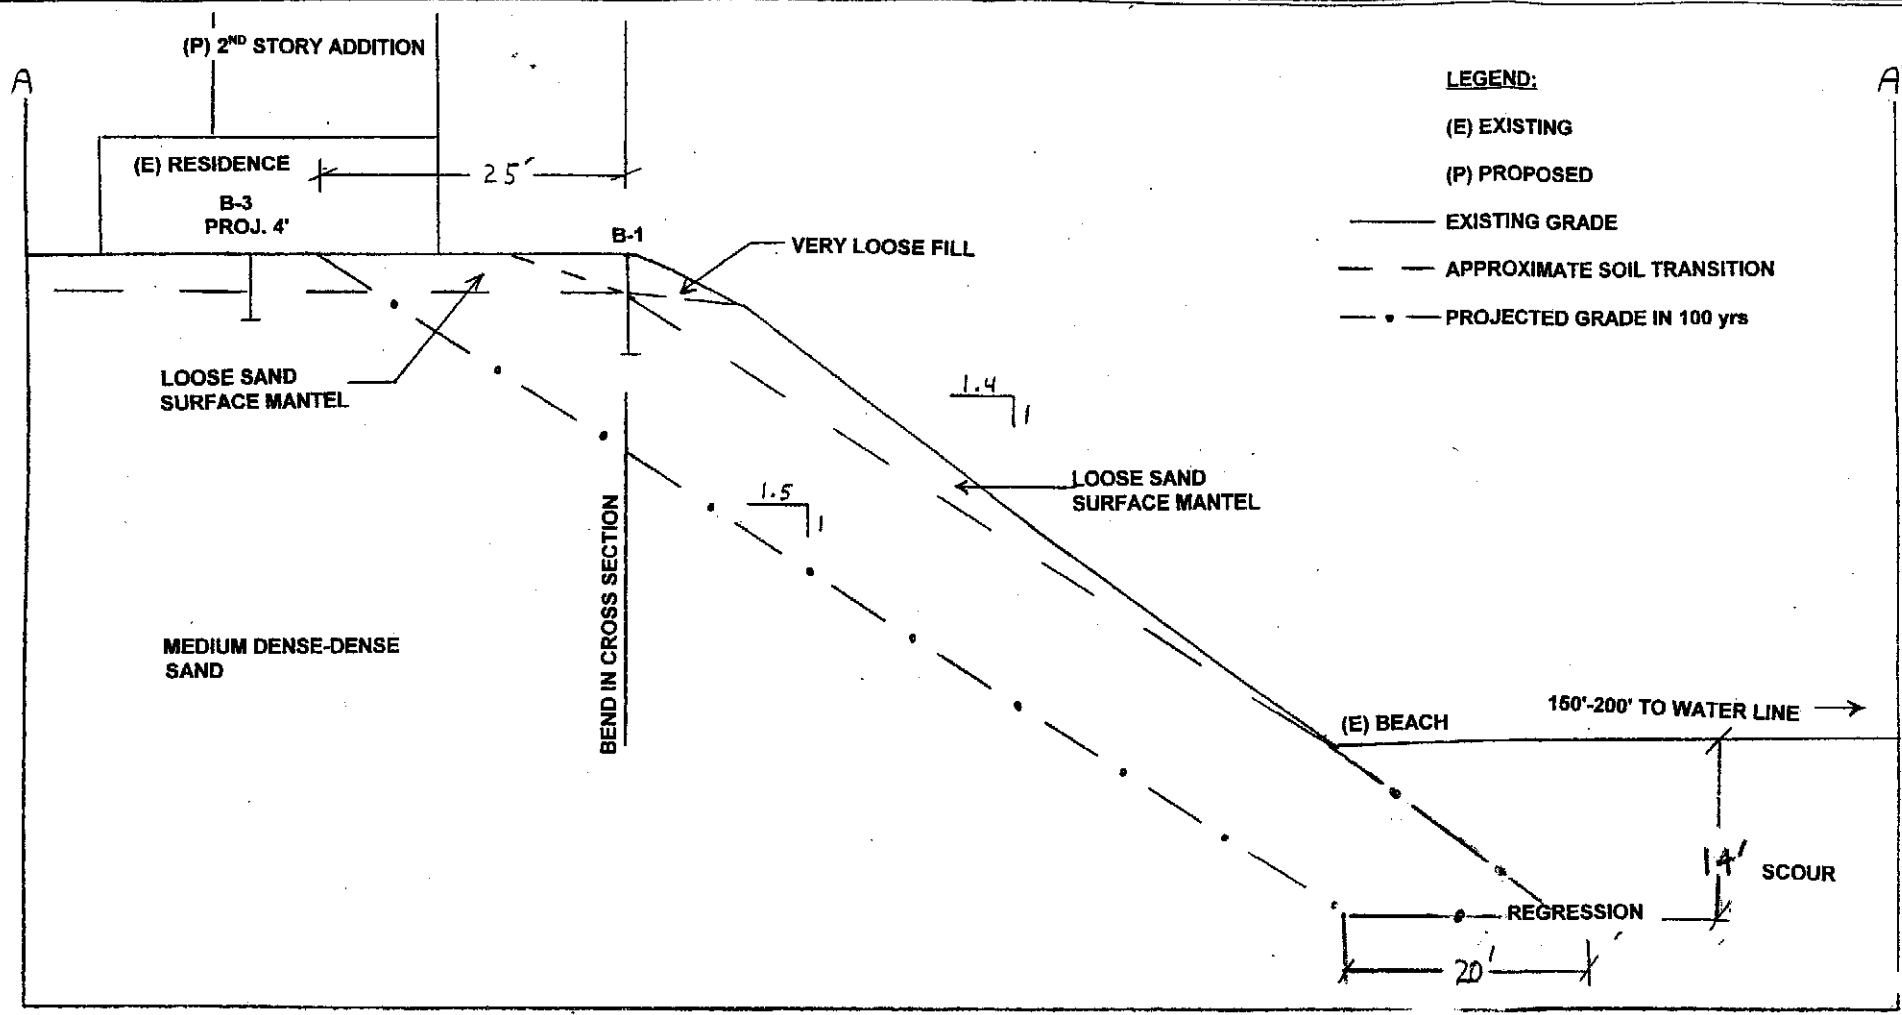 (P) 2ND STORY ADDITION
A
A
LEGEND:
(E) EXISTING
(P) PROPOSED
EXISTING GRADE
APPROXIMATE SOIL TRANSITION
PROJECTED GRADE IN 100 yrs
(E) RESIDENCE
25'
B-3
PROJ. 4'
B-1
VERY LOOSE FILL
LOOSE SAND
SURFACE MANTEL
1.4
1
LOOSE SAND
SURFACE MANTEL
1.5
1
BEND IN CROSS SECTION
MEDIUM DENSE-DENSE
SAND
150'-200' TO WATER LINE
(E) BEACH
14' SCOUR
REGRESSION
20'